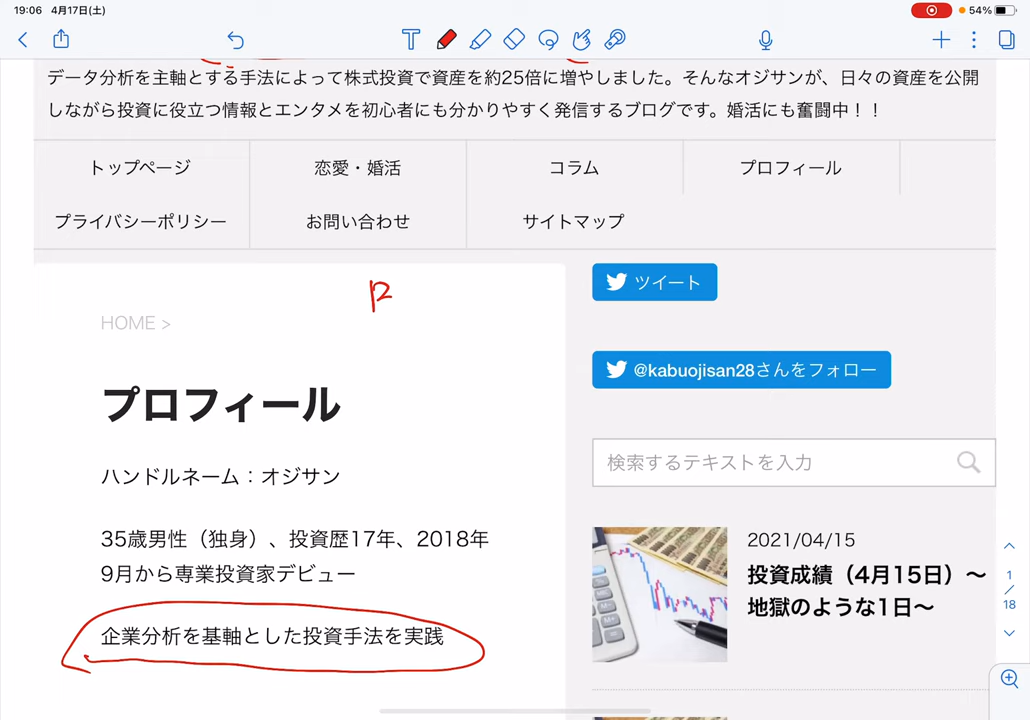 19:06 4月17日(土)
54%
データ分析を主軸とする手法によって株式投資で資産を約25倍に増やしました。そんなオジサンが、日々の資産を公開
しながら投資に役立つ情報とエンタメを初心者にも分かりやすく発信するブログです。婚活にも奮闘中！！
トップページ
恋愛・婚活
コラム
プロフィール
プライバシーポリシー
お問い合わせ
サイトマップ
HOME >
プロフィール
ハンドルネーム：オジサン
35歳男性（独身）、投資歴17年、2018年
9月から専業投資家デビュー
企業分析を基軸とした投資手法を実践
ツイート
@kabuojisan28さんをフォロー
検索するテキストを入力
2021/04/15
投資成績（4月15日）～
地獄のような1日～
1
/
18